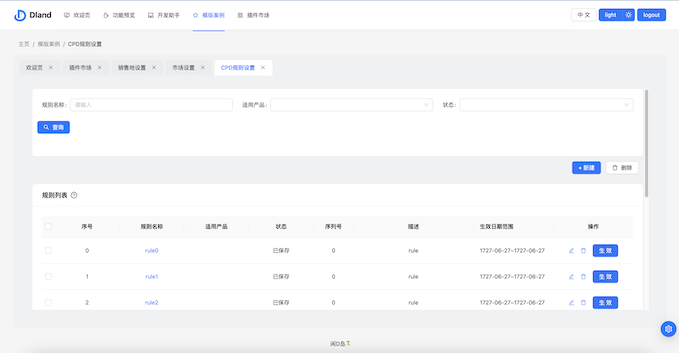 Dland 欢迎页 功能预览 开发助手 模版案例 插件市场 中 文 light logout
主页 / 模版案例 / CPD规则设置
欢迎页 × 插件市场 × 销售地设置 × 市场设置 × CPD规则设置 ×
规则名称: 请输入 适用产品: 状态:
查询
+ 新建 删除
规则列表
序号 规则名称 适用产品 状态 序列号 描述 生效日期范围 操作
0 rule0 已保存 0 rule 1727-06-27~1727-06-27 生 效
1 rule1 已保存 0 rule 1727-06-27~1727-06-27 生 效
2 rule2 已保存 0 rule 1727-06-27~1727-06-27 生 效
闲D岛